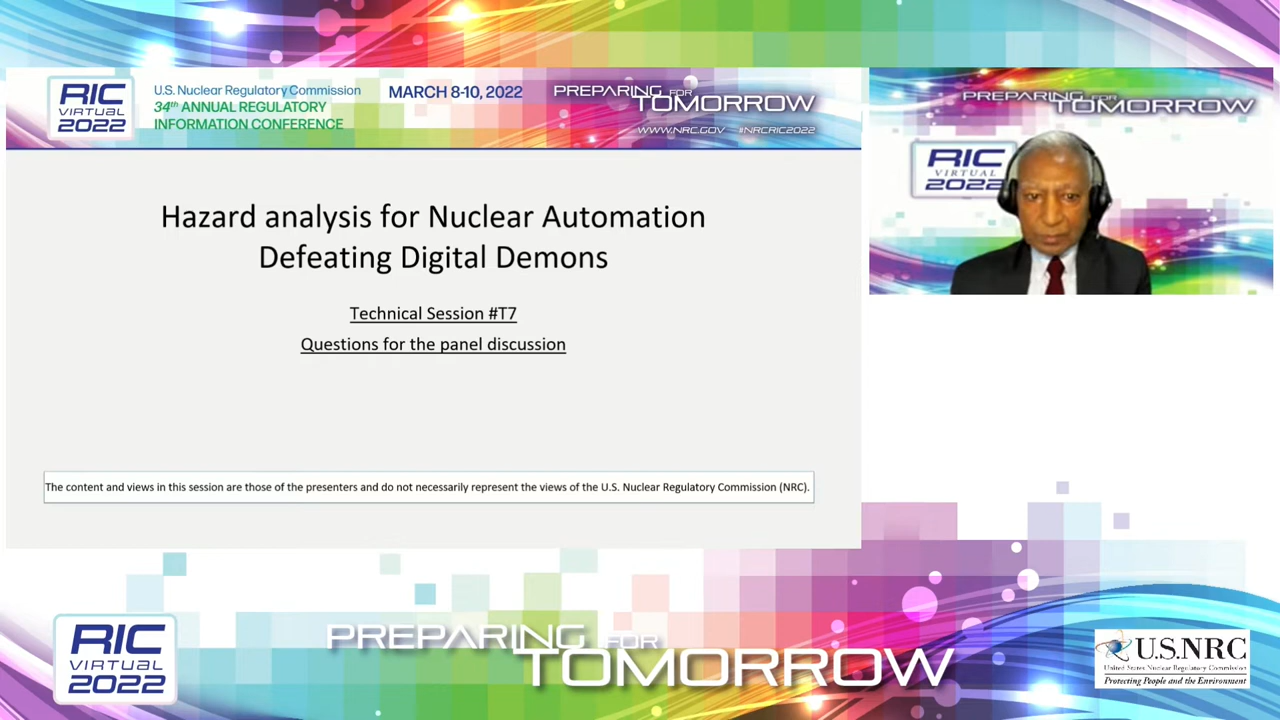 RIC
VIRTUAL
2022
U.S. Nuclear Regulatory Commission
34th ANNUAL REGULATORY
INFORMATION CONFERENCE
MARCH 8-10, 2022
PREPARING FOR
TOMORROW
WWW.NRC.GOV #NRCRIC2022
Hazard analysis for Nuclear Automation
Defeating Digital Demons
Technical Session #T7
Questions for the panel discussion
The content and views in this session are those of the presenters and do not necessarily represent the views of the U.S. Nuclear Regulatory Commission (NRC).
PREPARING FOR
TOMORROW
RIC
VIRTUAL
2022
RIC
VIRTUAL
2022
PREPARING FOR
TOMORROW
U.S.NRC
United States Nuclear Regulatory Commission
Protecting People and the Environment